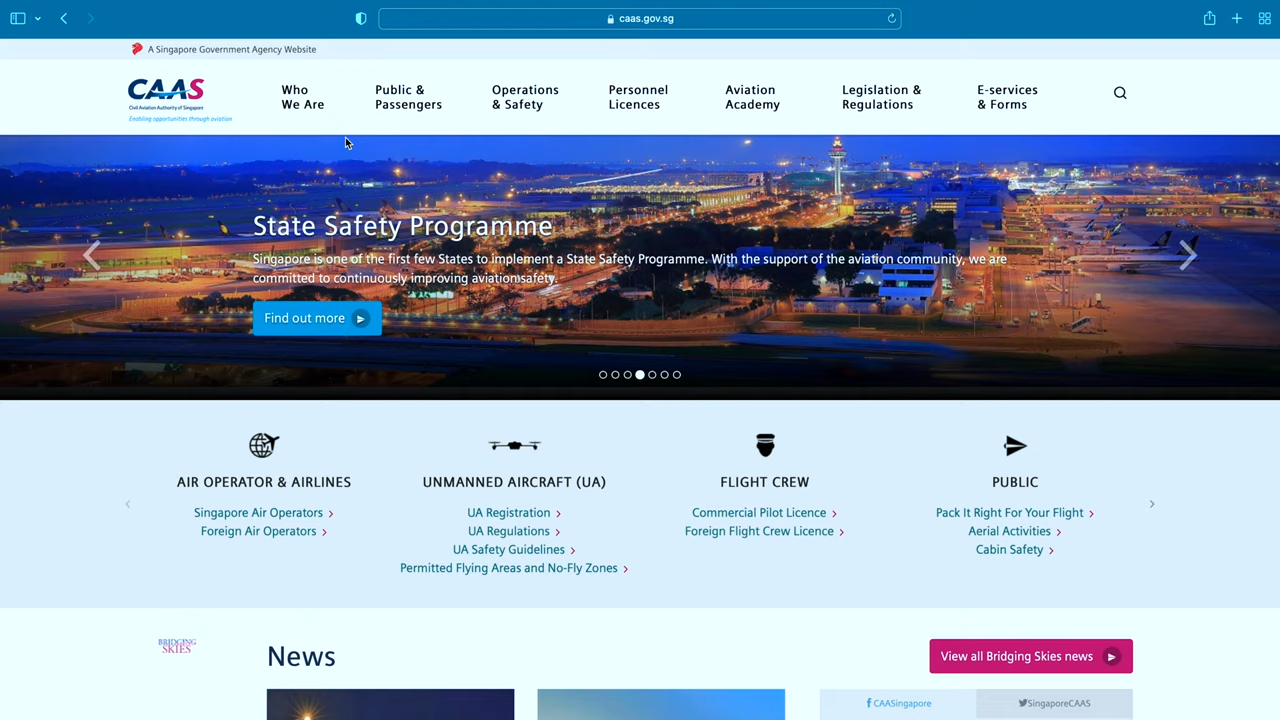 caas.gov.sg
A Singapore Government Agency Website
CAAS
Civil Aviation Authority of Singapore
Enabling opportunities through aviation
Who
We Are
Public &
Passengers
Operations
& Safety
Personnel
Licences
Aviation
Academy
Legislation &
Regulations
E-services
& Forms
State Safety Programme
Singapore is one of the first few States to implement a State Safety Programme. With the support of the aviation community, we are
committed to continuously improving aviation safety.
Find out more
AIR OPERATOR & AIRLINES
Singapore Air Operators
Foreign Air Operators
UNMANNED AIRCRAFT (UA)
UA Registration
UA Regulations
UA Safety Guidelines
Permitted Flying Areas and No-Fly Zones
FLIGHT CREW
Commercial Pilot Licence
Foreign Flight Crew Licence
PUBLIC
Pack It Right For Your Flight
Aerial Activities
Cabin Safety
BRIDGING
SKIES
News
View all Bridging Skies news
CAASingapore
SingaporeCAAS